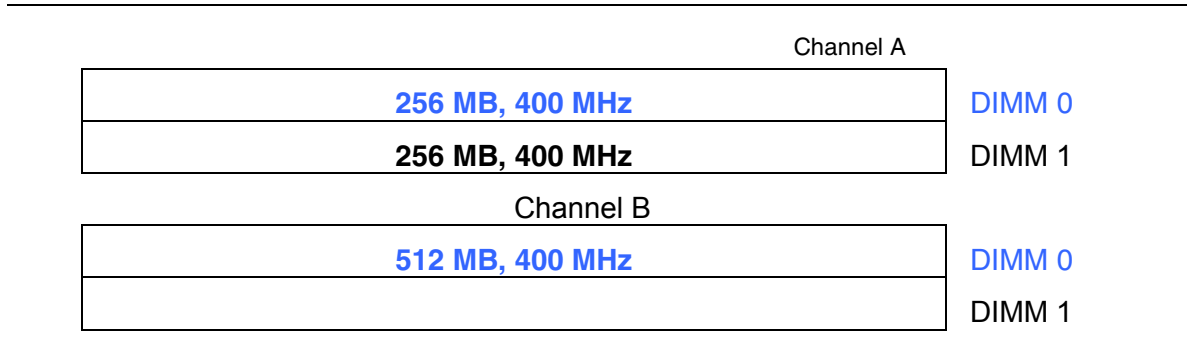 Channel A
256 MB, 400 MHz DIMM 0
256 MB, 400 MHz DIMM 1
Channel B
512 MB, 400 MHz DIMM 0
DIMM 1